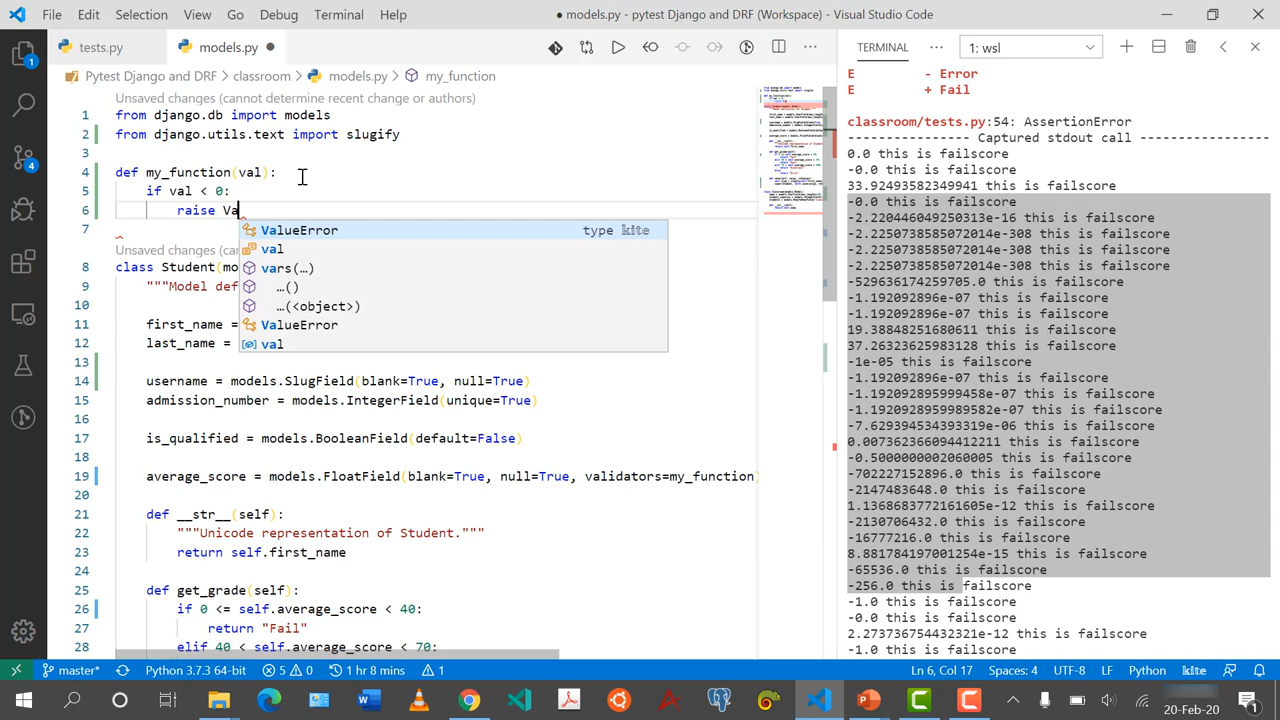 File Edit Selection View Go Debug Terminal Help
● models.py - pytest Django and DRF (Workspace) - Visual Studio Code
tests.py
models.py ●
Pytest Django and DRF > classroom > models.py > my_function
Unsaved changes (cannot determine
change or authors)
from django.db import models
from django.utils.text import slugify
def my_function(val):
if val < 0:
raise Va
ValueError type kite
val
vars(…)
…()
…(<object>)
ValueError
val
7
Unsaved changes (ca
8 class Student(mo
9 """Model def
10
11 first_name =
12 last_name =
13
14 username = models.SlugField(blank=True, null=True)
15 admission_number = models.IntegerField(unique=True)
16
17 is_qualified = models.BooleanField(default=False)
18
19 average_score = models.FloatField(blank=True, null=True, validators=my_function)
20
21 def __str__(self):
22 """Unicode representation of Student."""
23 return self.first_name
24
25 def get_grade(self):
26 if 0 <= self.average_score < 40:
27 return "Fail"
28 elif 40 < self.average_score < 70:
TERMINAL ··· 1: wsl
E - Error
E + Fail
classroom/tests.py:54: AssertionError
--------------- Captured stdout call ---------------
0.0 this is failscore
-0.0 this is failscore
33.92493582349941 this is failscore
-0.0 this is failscore
-2.220446049250313e-16 this is failscore
-2.2250738585072014e-308 this is failscore
-2.2250738585072014e-308 this is failscore
-2.2250738585072014e-308 this is failscore
-529636174259705.0 this is failscore
-1.192092896e-07 this is failscore
-1.192092896e-07 this is failscore
19.38848251680611 this is failscore
37.26323625983128 this is failscore
-1e-05 this is failscore
-1.192092896e-07 this is failscore
-1.192092895999458e-07 this is failscore
-1.1920928959989582e-07 this is failscore
-7.629394534339319e-06 this is failscore
0.007362366094412211 this is failscore
-0.5000000002060005 this is failscore
-702227152896.0 this is failscore
-2147483648.0 this is failscore
1.1368683772161605e-12 this is failscore
-2130706432.0 this is failscore
-16777216.0 this is failscore
8.881784197001254e-15 this is failscore
-65536.0 this is failscore
-256.0 this is failscore
-1.0 this is failscore
-0.0 this is failscore
2.273736754432321e-12 this is failscore
-1.0 this is failscore
1
4
master* Python 3.7.3 64-bit 5 0 1 hr 8 mins 1 Ln 6, Col 17 Spaces: 4 UTF-8 LF Python kite
20-Feb-20
1